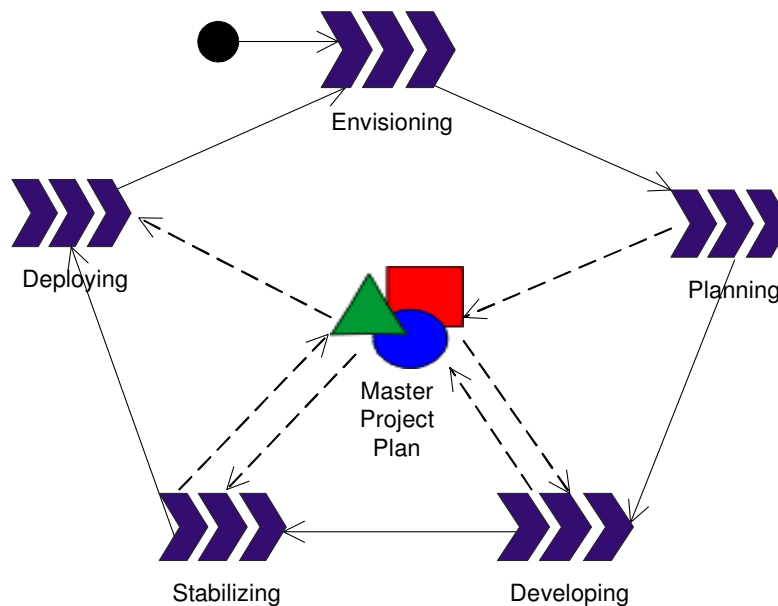 Envisioning
Deploying
Planning
Master
Project
Plan
Stabilizing
Developing